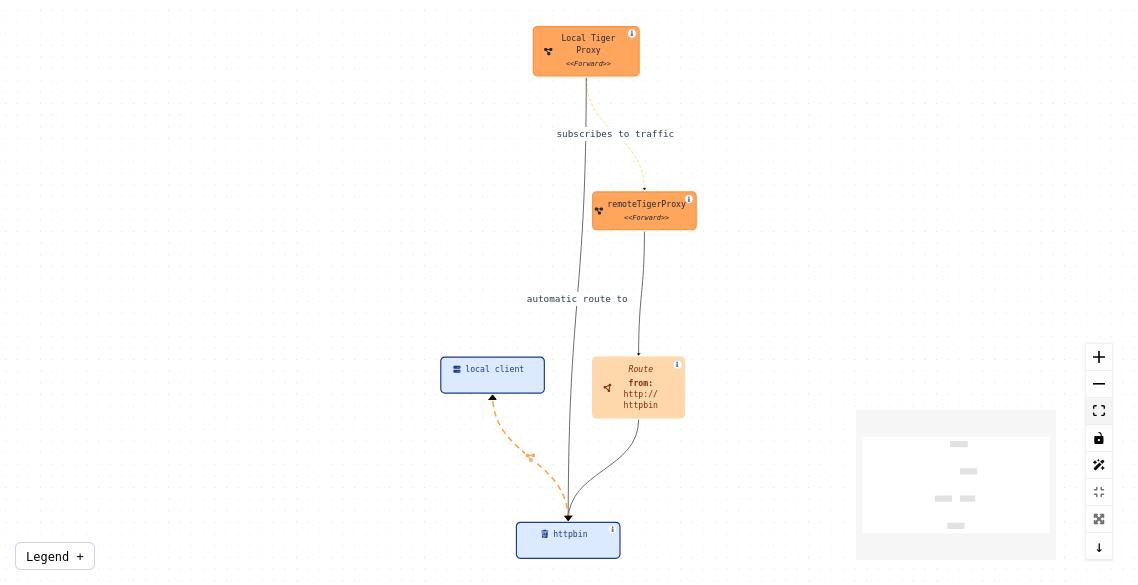 Local Tiger
Proxy
<<Forward>>
subscribes to traffic
remoteTigerProxy
<<Forward>>
automatic route to
local client
Route
from:
http://
httpbin
httpbin
Legend +